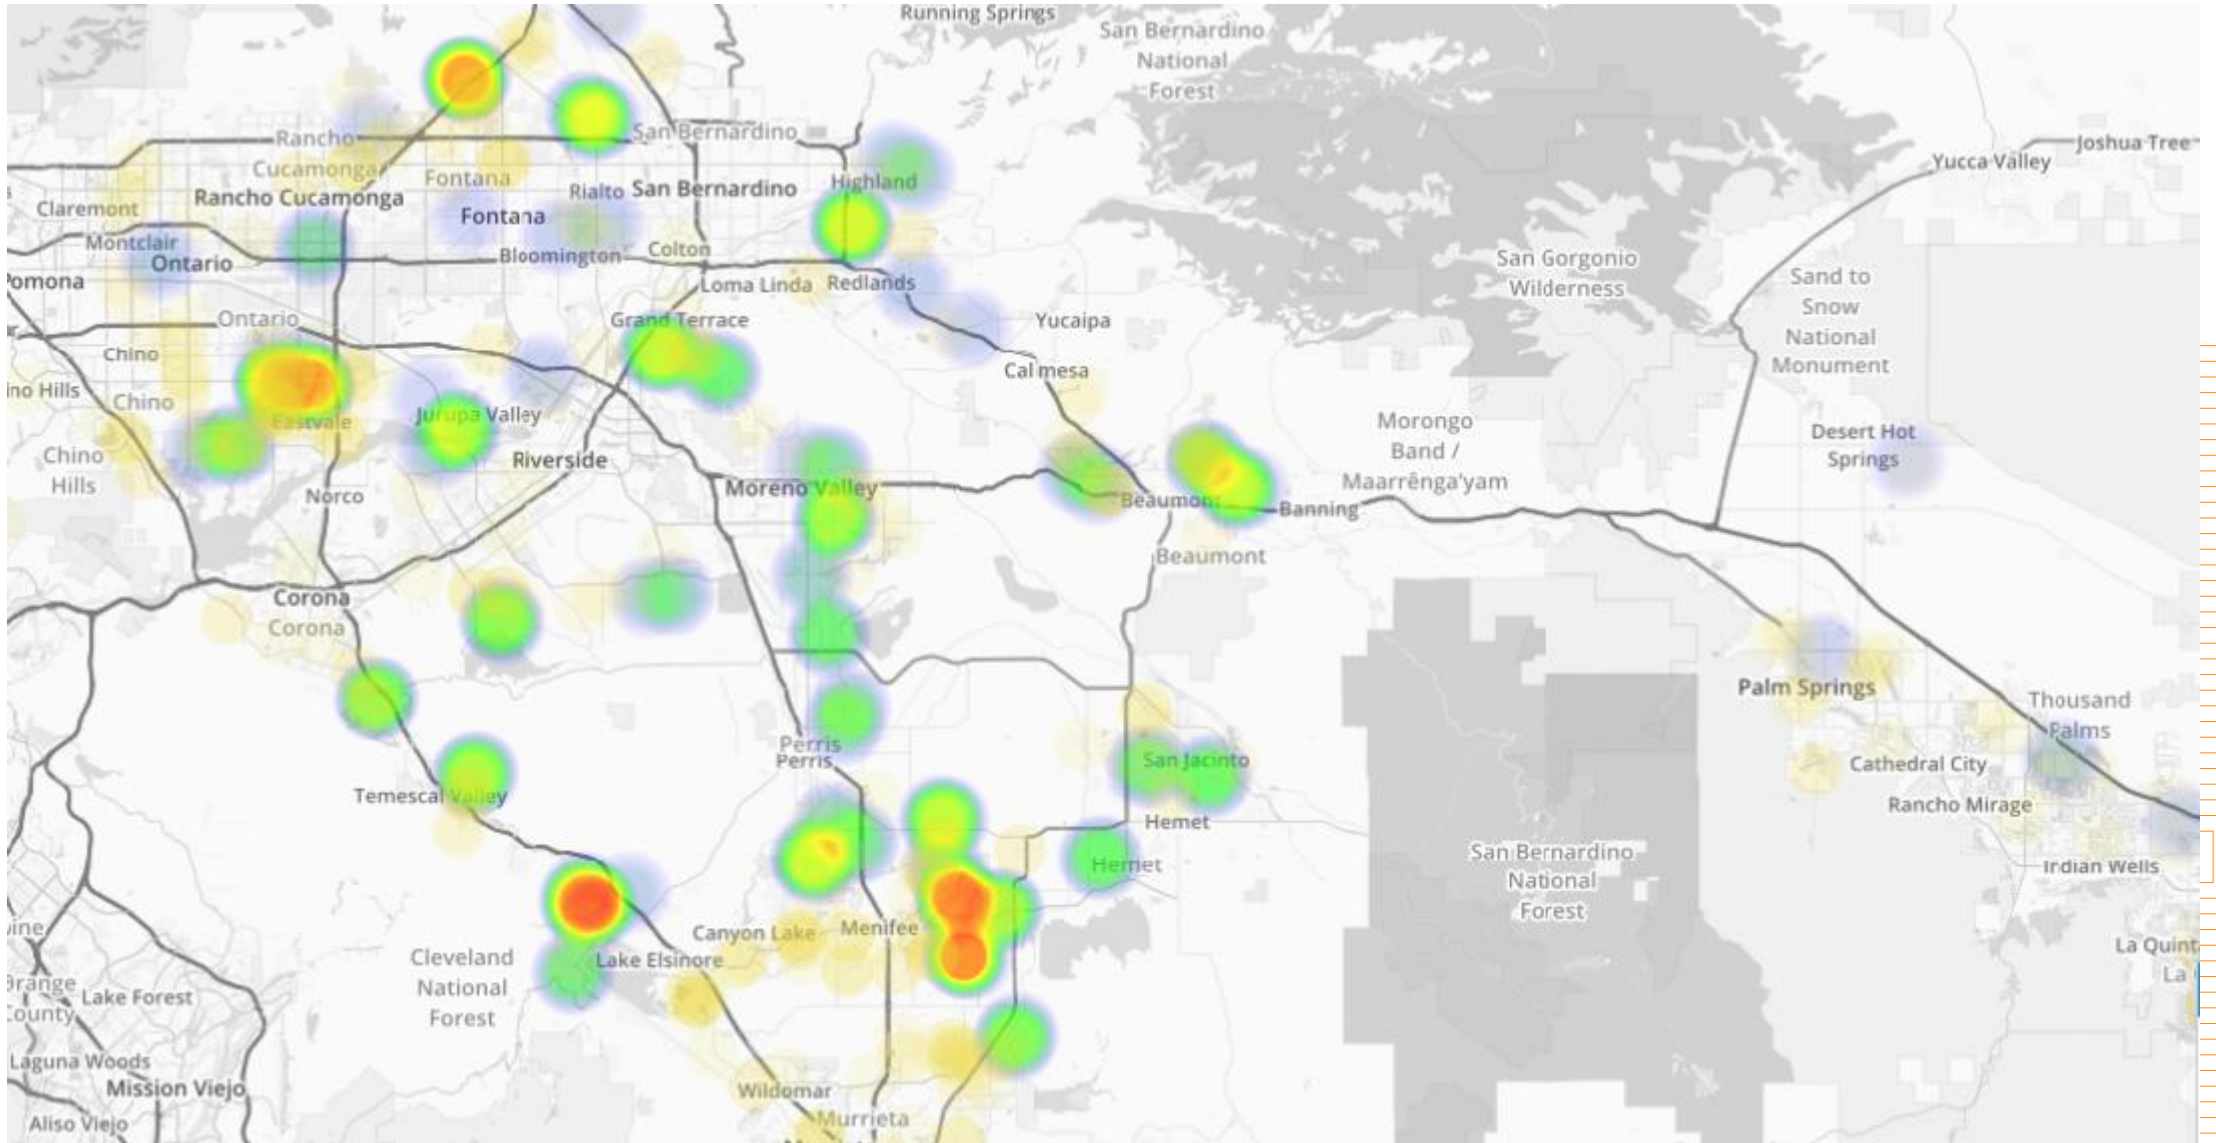 Running Springs
San Bernardino
National
Forest
Rancho
Cucamonga
Rancho Cucamonga
Fontana
Fontana
Rialto
San Bernardino
San Bernardino
Highland
Claremont
Montclair
Ontario
Pomona
Bloomington
Colton
Loma Linda
Redlands
Yucca Valley
Joshua Tree
San Gorgonio
Wilderness
Sand to
Snow
National
Monument
Ontario
Grand Terrace
Yucaipa
Chino
Calimesa
ino Hills
Chino
Eastvale
Jurupa Valley
Chino
Hills
Riverside
Norco
Moreno Valley
Beaumont
Banning
Morongo
Band /
Maarrênga'yam
Desert Hot
Springs
Beaumont
Corona
Corona
Palm Springs
Thousand
Palms
Perris
Perris
San Jacinto
Cathedral City
Temescal Valley
Rancho Mirage
Hemet
Hemet
San Bernardino
National
Forest
Indian Wells
Canyon Lake
Menifee
Cleveland
National
Forest
Lake Elsinore
La Quint
La
Orange
County
Lake Forest
Laguna Woods
Mission Viejo
Aliso Viejo
Wildomar
Murrieta